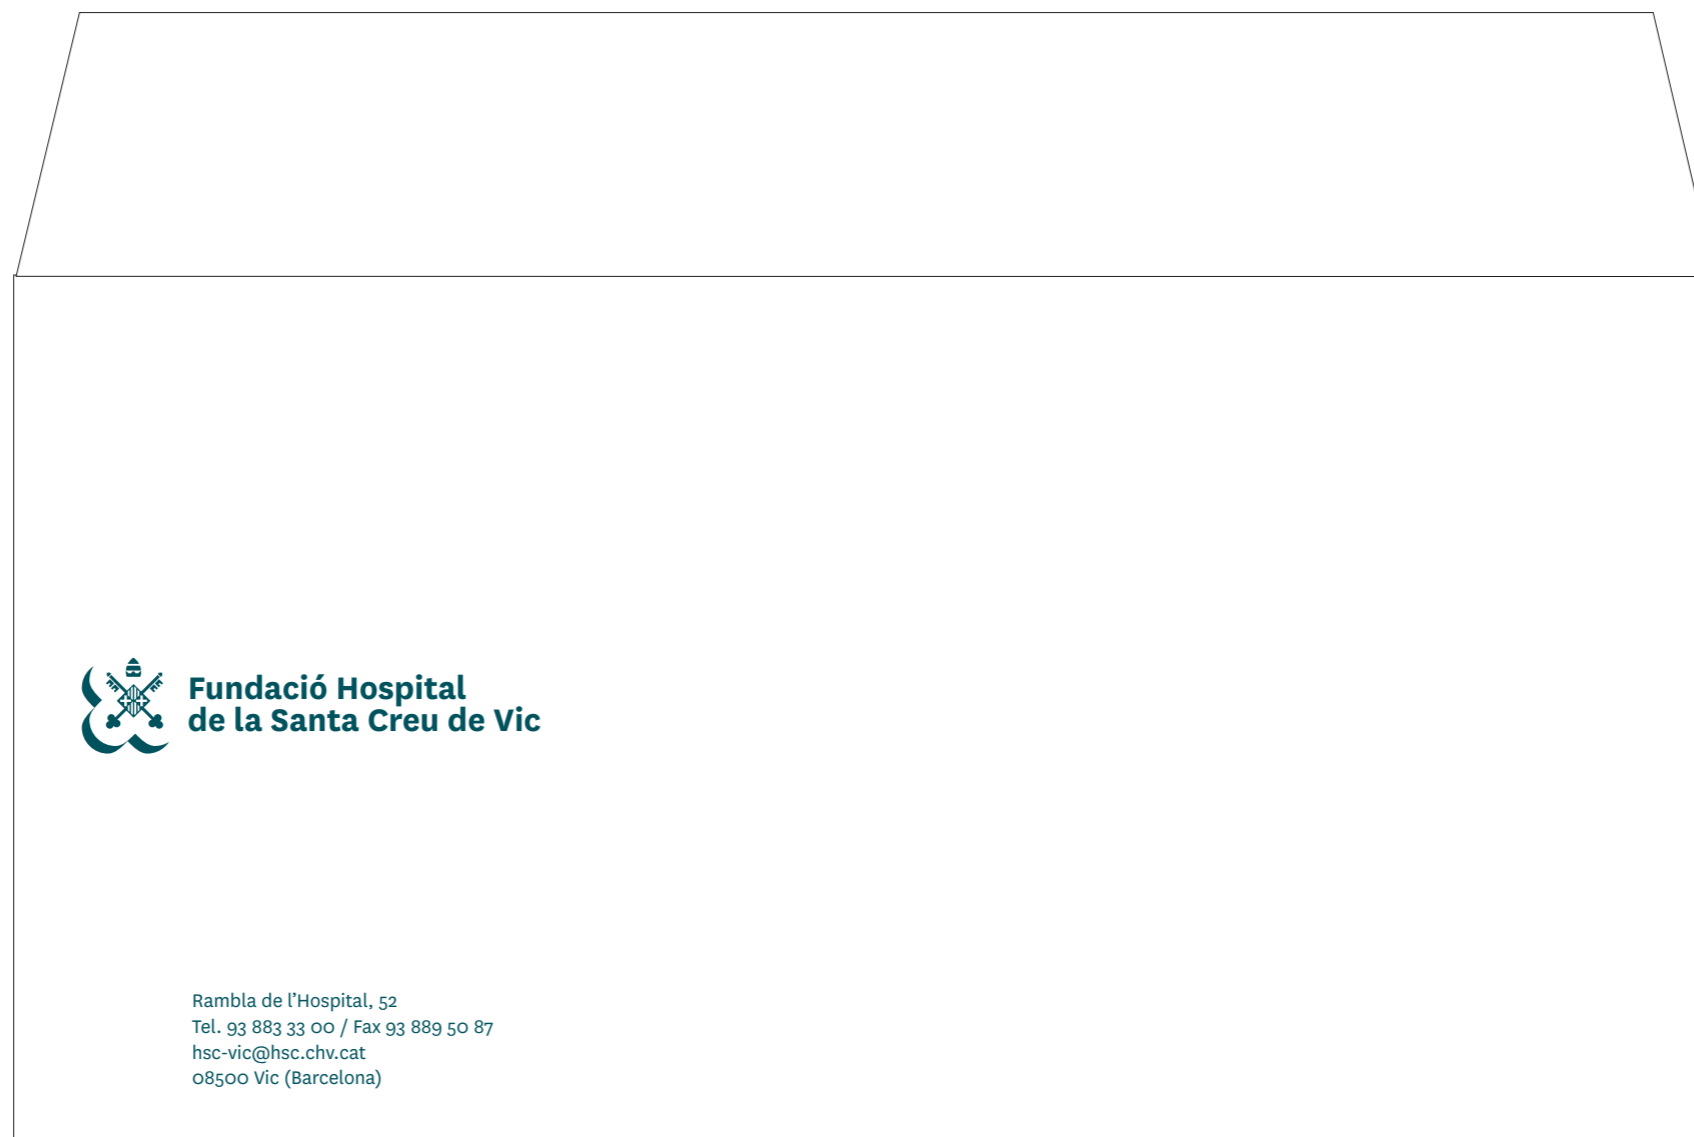 Fundació Hospital
de la Santa Creu de Vic
Rambla de l’Hospital, 52
Tel. 93 883 33 00 / Fax 93 889 50 87
hsc-vic@hsc.chv.cat
08500 Vic (Barcelona)